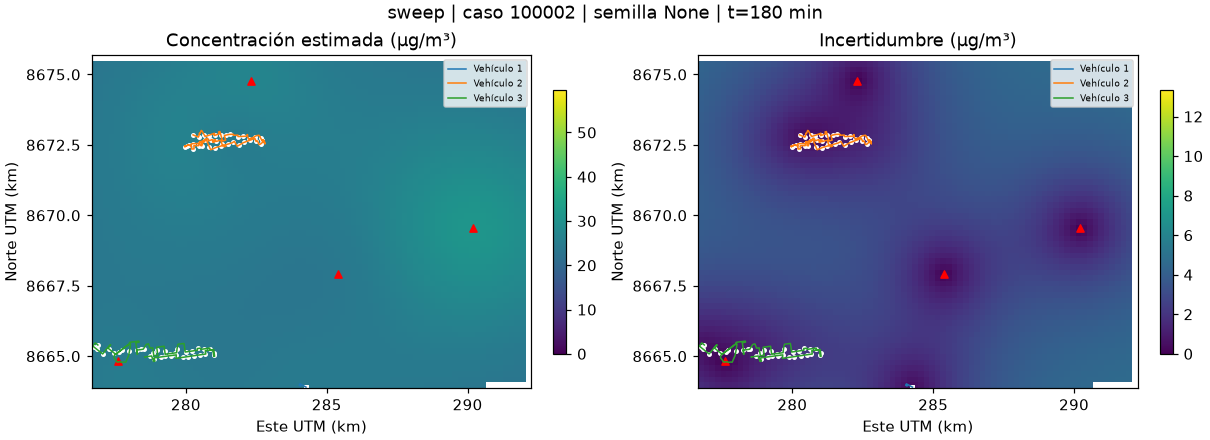 sweep | caso 100002 | semilla None | t=180 min
Concentración estimada (µg/m³)
Incertidumbre (µg/m³)
Vehículo 1
Vehículo 2
Vehículo 3
Vehículo 1
Vehículo 2
Vehículo 3
8675.0
8672.5
8670.0
8667.5
8665.0
Norte UTM (km)
280
285
290
Este UTM (km)
50
40
30
20
10
0
8675.0
8672.5
8670.0
8667.5
8665.0
Norte UTM (km)
280
285
290
Este UTM (km)
12
10
8
6
4
2
0